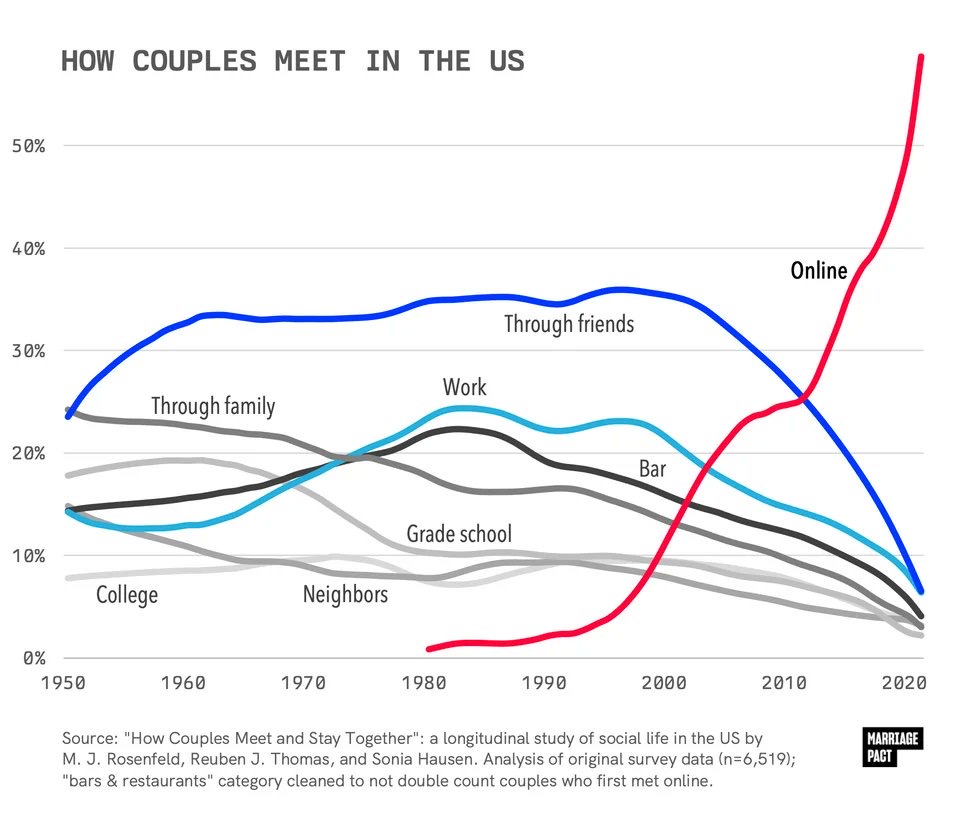 HOW COUPLES MEET IN THE US
50%
40%
Online
30%
Through friends
Work
Through family
20%
Bar
Grade school
10%
College
Neighbors
0%
1950 1960 1970 1980 1990 2000 2010 2020
Source: "How Couples Meet and Stay Together": a longitudinal study of social life in the US by
M. J. Rosenfeld, Reuben J. Thomas, and Sonia Hausen. Analysis of original survey data (n=6,519);
"bars & restaurants" category cleaned to not double count couples who first met online.
MARRIAGE
PACT